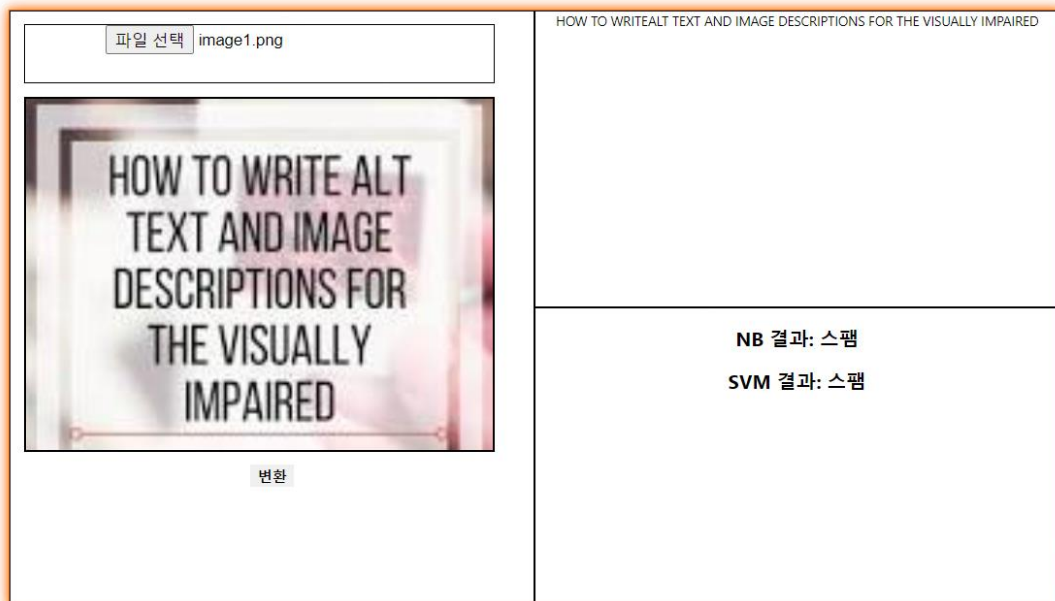 파일 선택 image1.png
HOW TO WRITE ALT
TEXT AND IMAGE
DESCRIPTIONS FOR
THE VISUALLY
IMPAIRED
변환
HOW TO WRITEALT TEXT AND IMAGE DESCRIPTIONS FOR THE VISUALLY IMPAIRED
NB 결과: 스팸
SVM 결과: 스팸